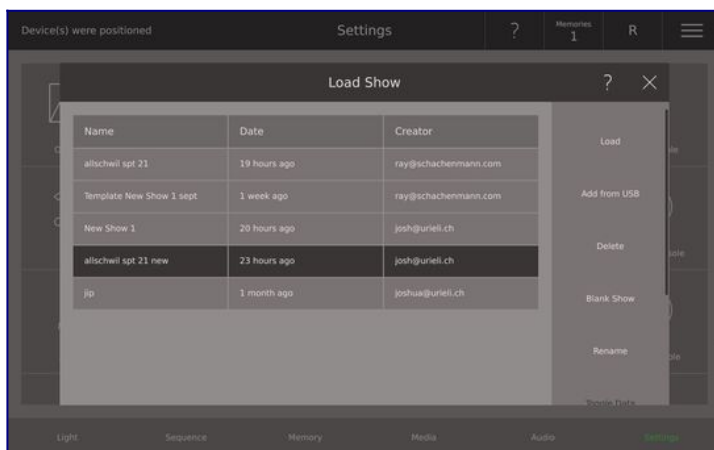 Device(s) were positioned
Settings
?
Memories
1
R
Load Show
?
Name Date Creator
allschwil spt 21 19 hours ago ray@schachenmann.com
Template New Show 1 sept 1 week ago ray@schachenmann.com
New Show 1 20 hours ago josh@urieli.ch
allschwil spt 21 new 23 hours ago josh@urieli.ch
jip 1 month ago joshua@urieli.ch
Load
Add from USB
Delete
Blank Show
Rename
Toggle Date
Light Sequence Memory Media Audio Settings